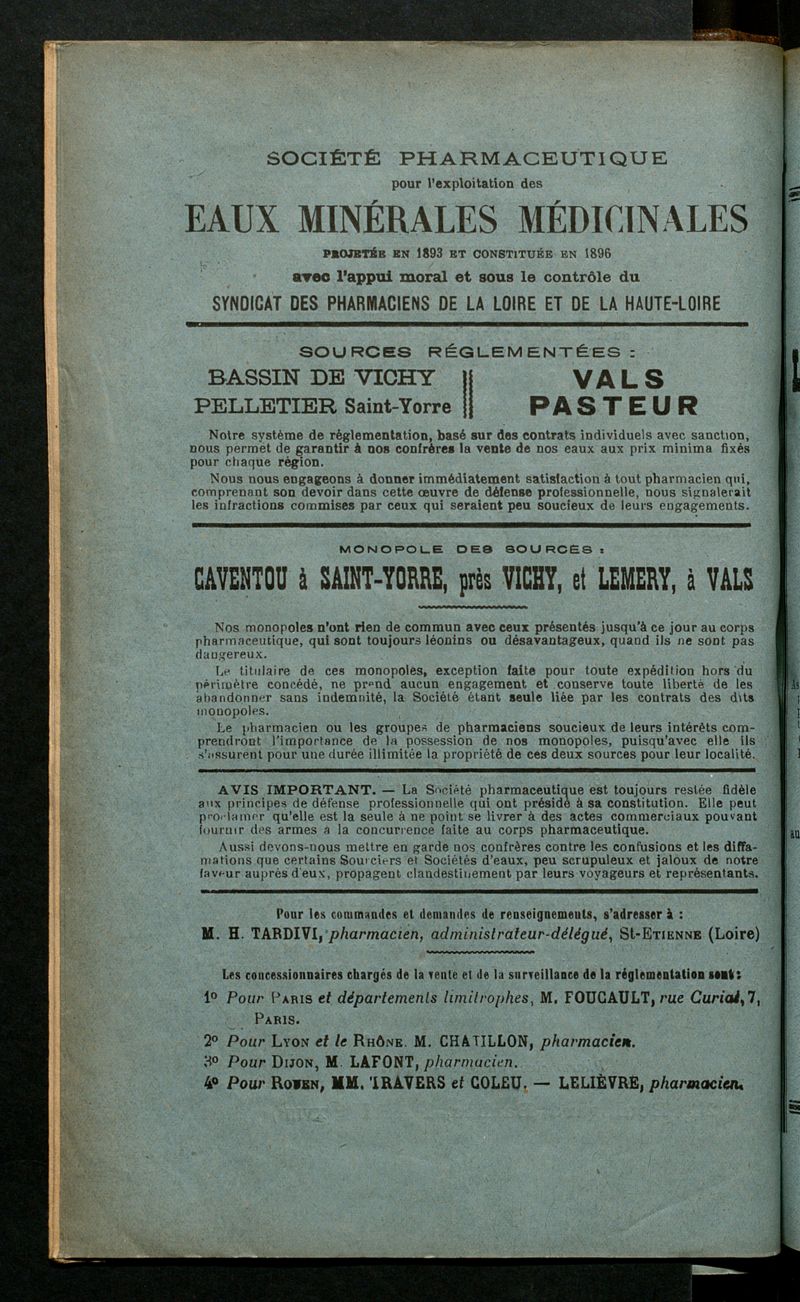 SOCIÉTÉ PHARMACEUTIQUE
pour l'exploitation des
EAUX MINÉRALES MÉDICINALES
PROJETÉE EN 1893 ET CONSTITUÉE EN 1896
avec l'appui moral et sous le contrôle du
SYNDICAT DES PHARMACIENS DE LA LOIRE ET DE LA HAUTE-LOIRE
SOURCES RÉGLEMENTÉES :
BASSIN DE VICHY
PELLETIER Saint-Yorre
VALS
PASTEUR
Notre système de réglementation, basé sur des contrats individuels avec sanction,
nous permet de garantir à nos confrères la vente de nos eaux aux prix minima fixés
pour chaque région.
Nous nous engageons à donner immédiatement satisfaction à tout pharmacien qui,
comprenant son devoir dans cette œuvre de défense professionnelle, nous signalerait
les infractions commises par ceux qui seraient peu soucieux de leurs engagements.
MONOPOLE DES SOURCES :
CAVENTOU à SAINT-YORRE, près VICHY, et LEMERY, à VALS
Nos monopoles n'ont rien de commun avec ceux présentés jusqu'à ce jour au corps
pharmaceutique, qui sont toujours léonins ou désavantageux, quand ils ne sont pas
dangereux.
Le titulaire de ces monopoles, exception faite pour toute expédition hors du
périmètre concédé, ne prend aucun engagement et conserve toute liberté de les
abandonner sans indemnité, la Société étant seule liée par les contrats des dits
monopoles.
Le pharmacien ou les groupes de pharmaciens soucieux de leurs intérêts com-
prendront l'importance de la possession de nos monopoles, puisqu'avec elle ils
s'assurent pour une durée illimitée la propriété de ces deux sources pour leur localité.
AVIS IMPORTANT. — La Société pharmaceutique est toujours restée fidèle
aux principes de défense professionnelle qui ont présidé à sa constitution. Elle peut
proclamer qu'elle est la seule à ne point se livrer à des actes commerciaux pouvant
fournir des armes à la concurrence faite au corps pharmaceutique.
Aussi devons-nous mettre en garde nos confrères contre les confusions et les diffa-
mations que certains Sourciers et Sociétés d'eaux, peu scrupuleux et jaloux de notre
faveur auprès d'eux, propagent clandestinement par leurs voyageurs et représentants.
Pour les commandes et demandes de renseignements, s'adresser à :
M. H. TARDIVI, pharmacien, administrateur-délégué, St-ETIENNE (Loire)
Les concessionnaires chargés de la vente et de la surveillance de la réglementation sont :
1º Pour PARIS et départements limitrophes, M. FOUCAULT, rue Curial, 7,
PARIS.
2º Pour LYON et le RHÔNE. M. CHATILLON, pharmacien.
3º Pour DIJON, M. LAFONT, pharmacien.
4º Pour ROUEN, MM. TRAVERS et COLEU. — LELIÈVRE, pharmacien.